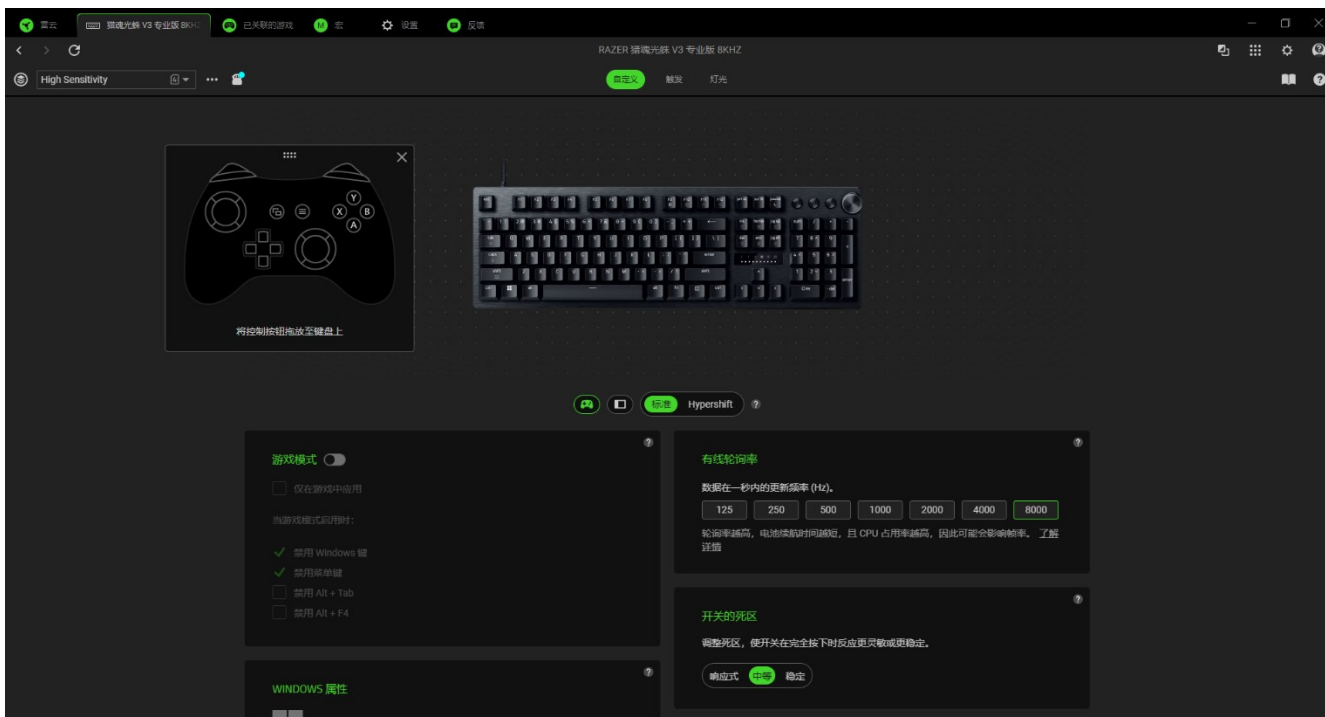 雷云 猎魂光蛛 V3 专业版 8KHZ 已关联的游戏 宏 设置 反馈
RAZER 猎魂光蛛 V3 专业版 8KHZ
High Sensitivity
自定义 触发 灯光
Y
X B
A
将控制按钮拖放至键盘上
标准 Hypershift
游戏模式
仅在游戏中应用
当游戏模式启用时：
禁用 Windows 键
禁用菜单键
禁用 Alt + Tab
禁用 Alt + F4
WINDOWS 属性
有线轮询率
数据在一秒内的更新频率 (Hz)。
125 250 500 1000 2000 4000 8000
轮询率越高，电池续航时间越短，且 CPU 占用率越高，因此可能会影响帧率。 了解
详情
开关的死区
调整死区，使开关在完全按下时反应更灵敏或更稳定。
响应式 中等 稳定